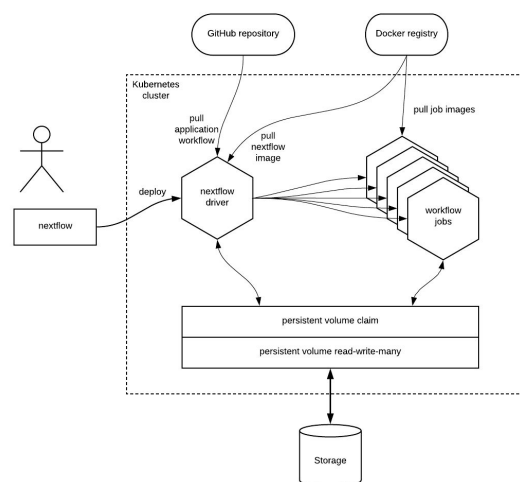 GitHub repository
Docker registry
Kubernetes
cluster
pull
application
workflow
pull
nextflow
image
pull job images
deploy
nextflow
nextflow
driver
workflow
jobs
persistent volume claim
persistent volume read-write-many
Storage